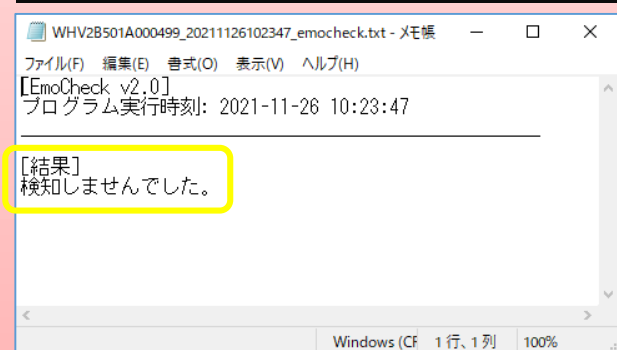 WHV2B501A000499_20211126102347_emocheck.txt - メモ帳
ファイル(F) 編集(E) 書式(O) 表示(V) ヘルプ(H)
[EmoCheck v2.0]
プログラム実行時刻: 2021-11-26 10:23:47
[結果]
検知しませんでした。
Windows (CF 1行、1列 100%